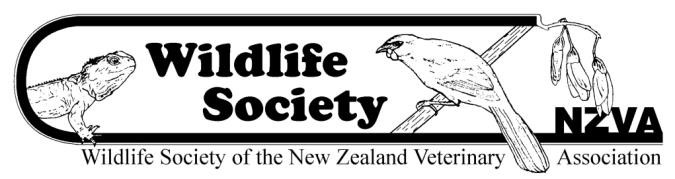 Wildlife
Society
NZVA
Wildlife Society of the New Zealand Veterinary Association